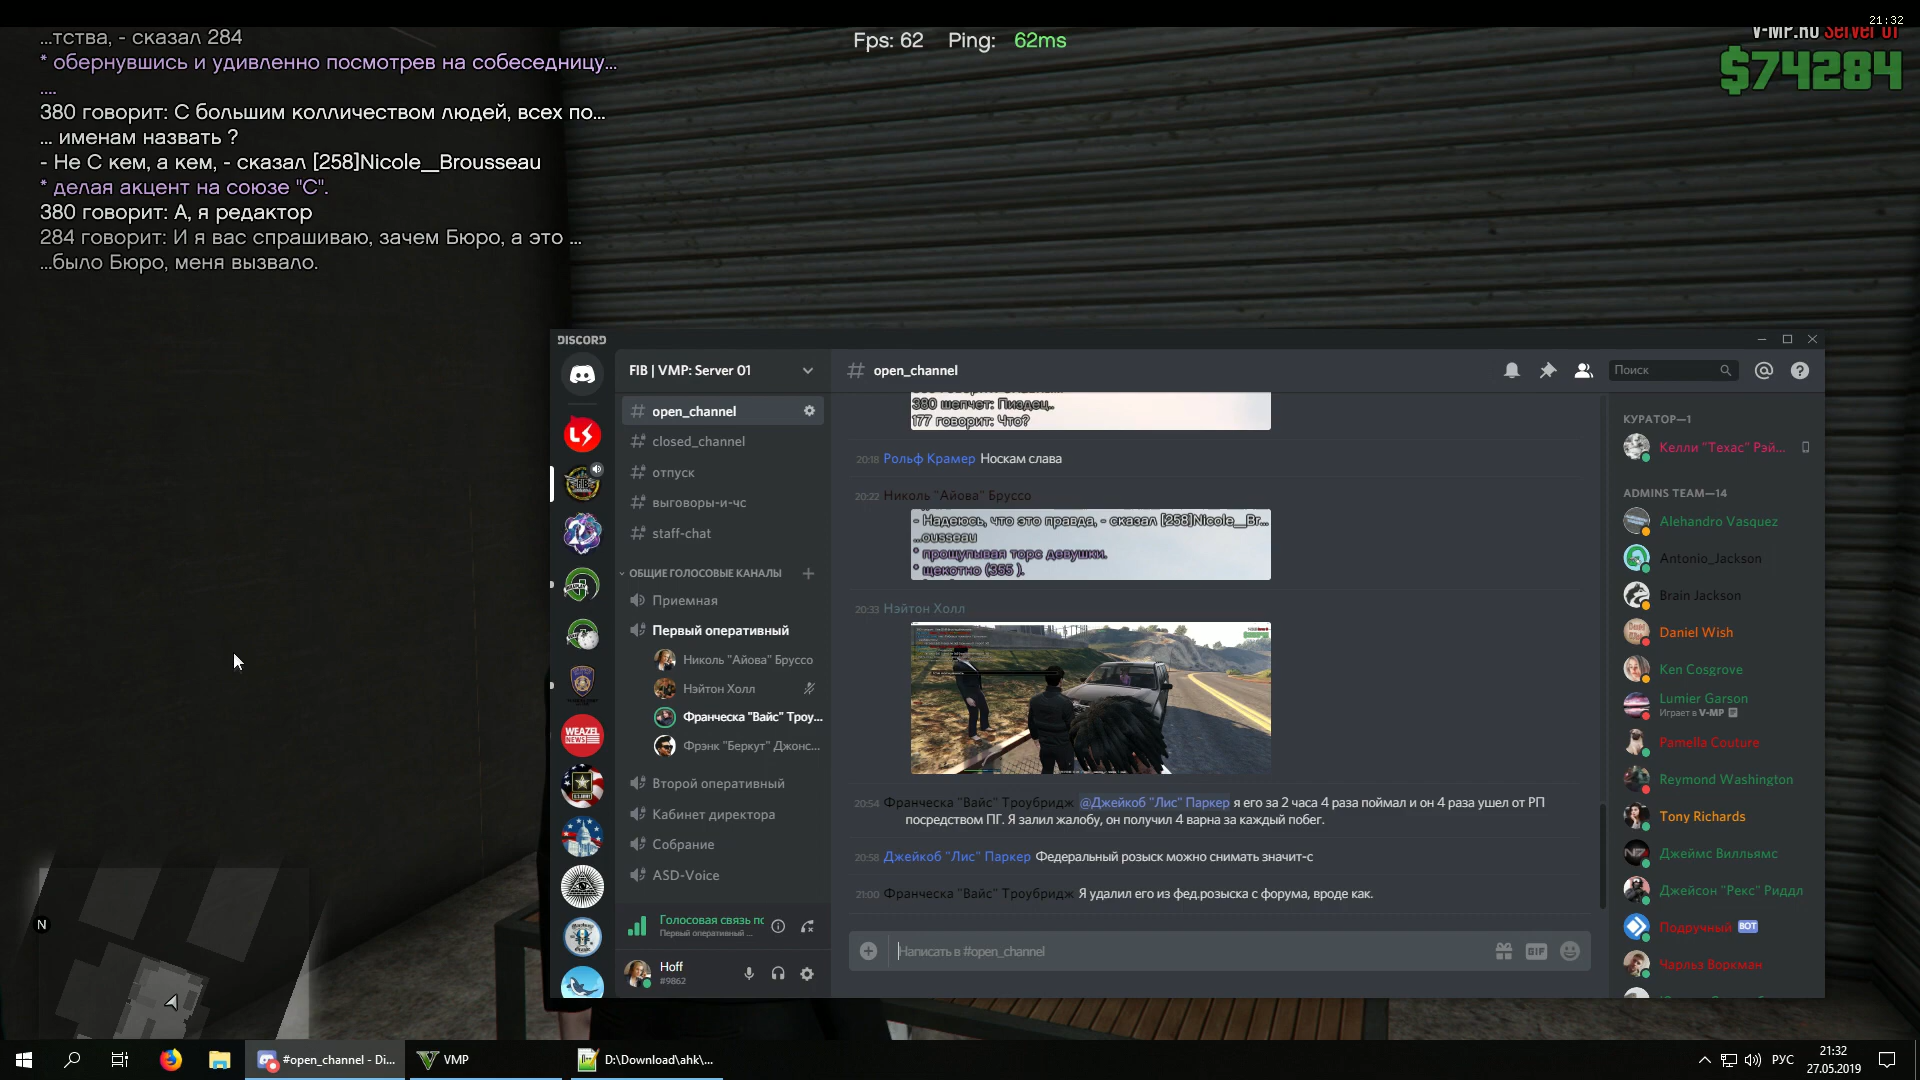 21:32
...тства, - сказал 284
* обернувшись и удивленно посмотрев на собеседницу...
....
380 говорит: С большим колличеством людей, всех по...
... именам назвать ?
- Не С кем, а кем, - сказал [258]Nicole__Brousseau
* делая акцент на союзе "С".
380 говорит: А, я редактор
284 говорит: И я вас спрашиваю, зачем Бюро, а это ...
...было Бюро, меня вызвало.
Fps: 62 Ping: 62ms
V-MP.RU Server 01
$74284
N
DISCORD
FIB | VMP: Server 01
open_channel
closed_channel
отпуск
выговоры-и-чс
staff-chat
ОБЩИЕ ГОЛОСОВЫЕ КАНАЛЫ
Приемная
Первый оперативный
Николь "Айова" Бруссо
Нэйтон Холл
Франческа "Вайс" Троу...
Фрэнк "Беркут" Джонс...
Второй оперативный
Кабинет директора
Собрание
ASD-Voice
Голосовая связь пс
Первый оперативный ...
Hoff
#9862
WEAZEL
NEWS
# open_channel
Поиск
380 шепчет: Пиздец..
177 говорит: Что?
20:18 Рольф Крамер Носкам слава
20:22 Николь "Айова" Бруссо
- Надеюсь, что это правда, - сказал [258]Nicole__Br...
...ousseau
* прощупывая торс девушки.
* щекотно (355 ).
20:33 Нэйтон Холл
20:54 Франческа "Вайс" Троубридж @Джейкоб "Лис" Паркер я его за 2 часа 4 раза поймал и он 4 раза ушел от РП
посредством ПГ. Я залил жалобу, он получил 4 варна за каждый побег.
20:58 Джейкоб "Лис" Паркер Федеральный розыск можно снимать значит-с
21:00 Франческа "Вайс" Троубридж Я удалил его из фед.розыска с форума, вроде как.
Написать в #open_channel
GIF
КУРАТОР—1
Келли "Техас" Рэй...
ADMINS TEAM—14
Alehandro Vasquez
Antonio_Jackson
Brain Jackson
Daniel Wish
Ken Cosgrove
Lumier Garson
Играет в V-MP
Pamella Couture
Reymond Washington
Tony Richards
Джеймс Вилльямс
Джейсон "Рекс" Риддл
Подручный BOT
Чарльз Воркман
#open_channel - Di...
VMP
D:\Download\ahk\...
РУС
21:32
27.05.2019